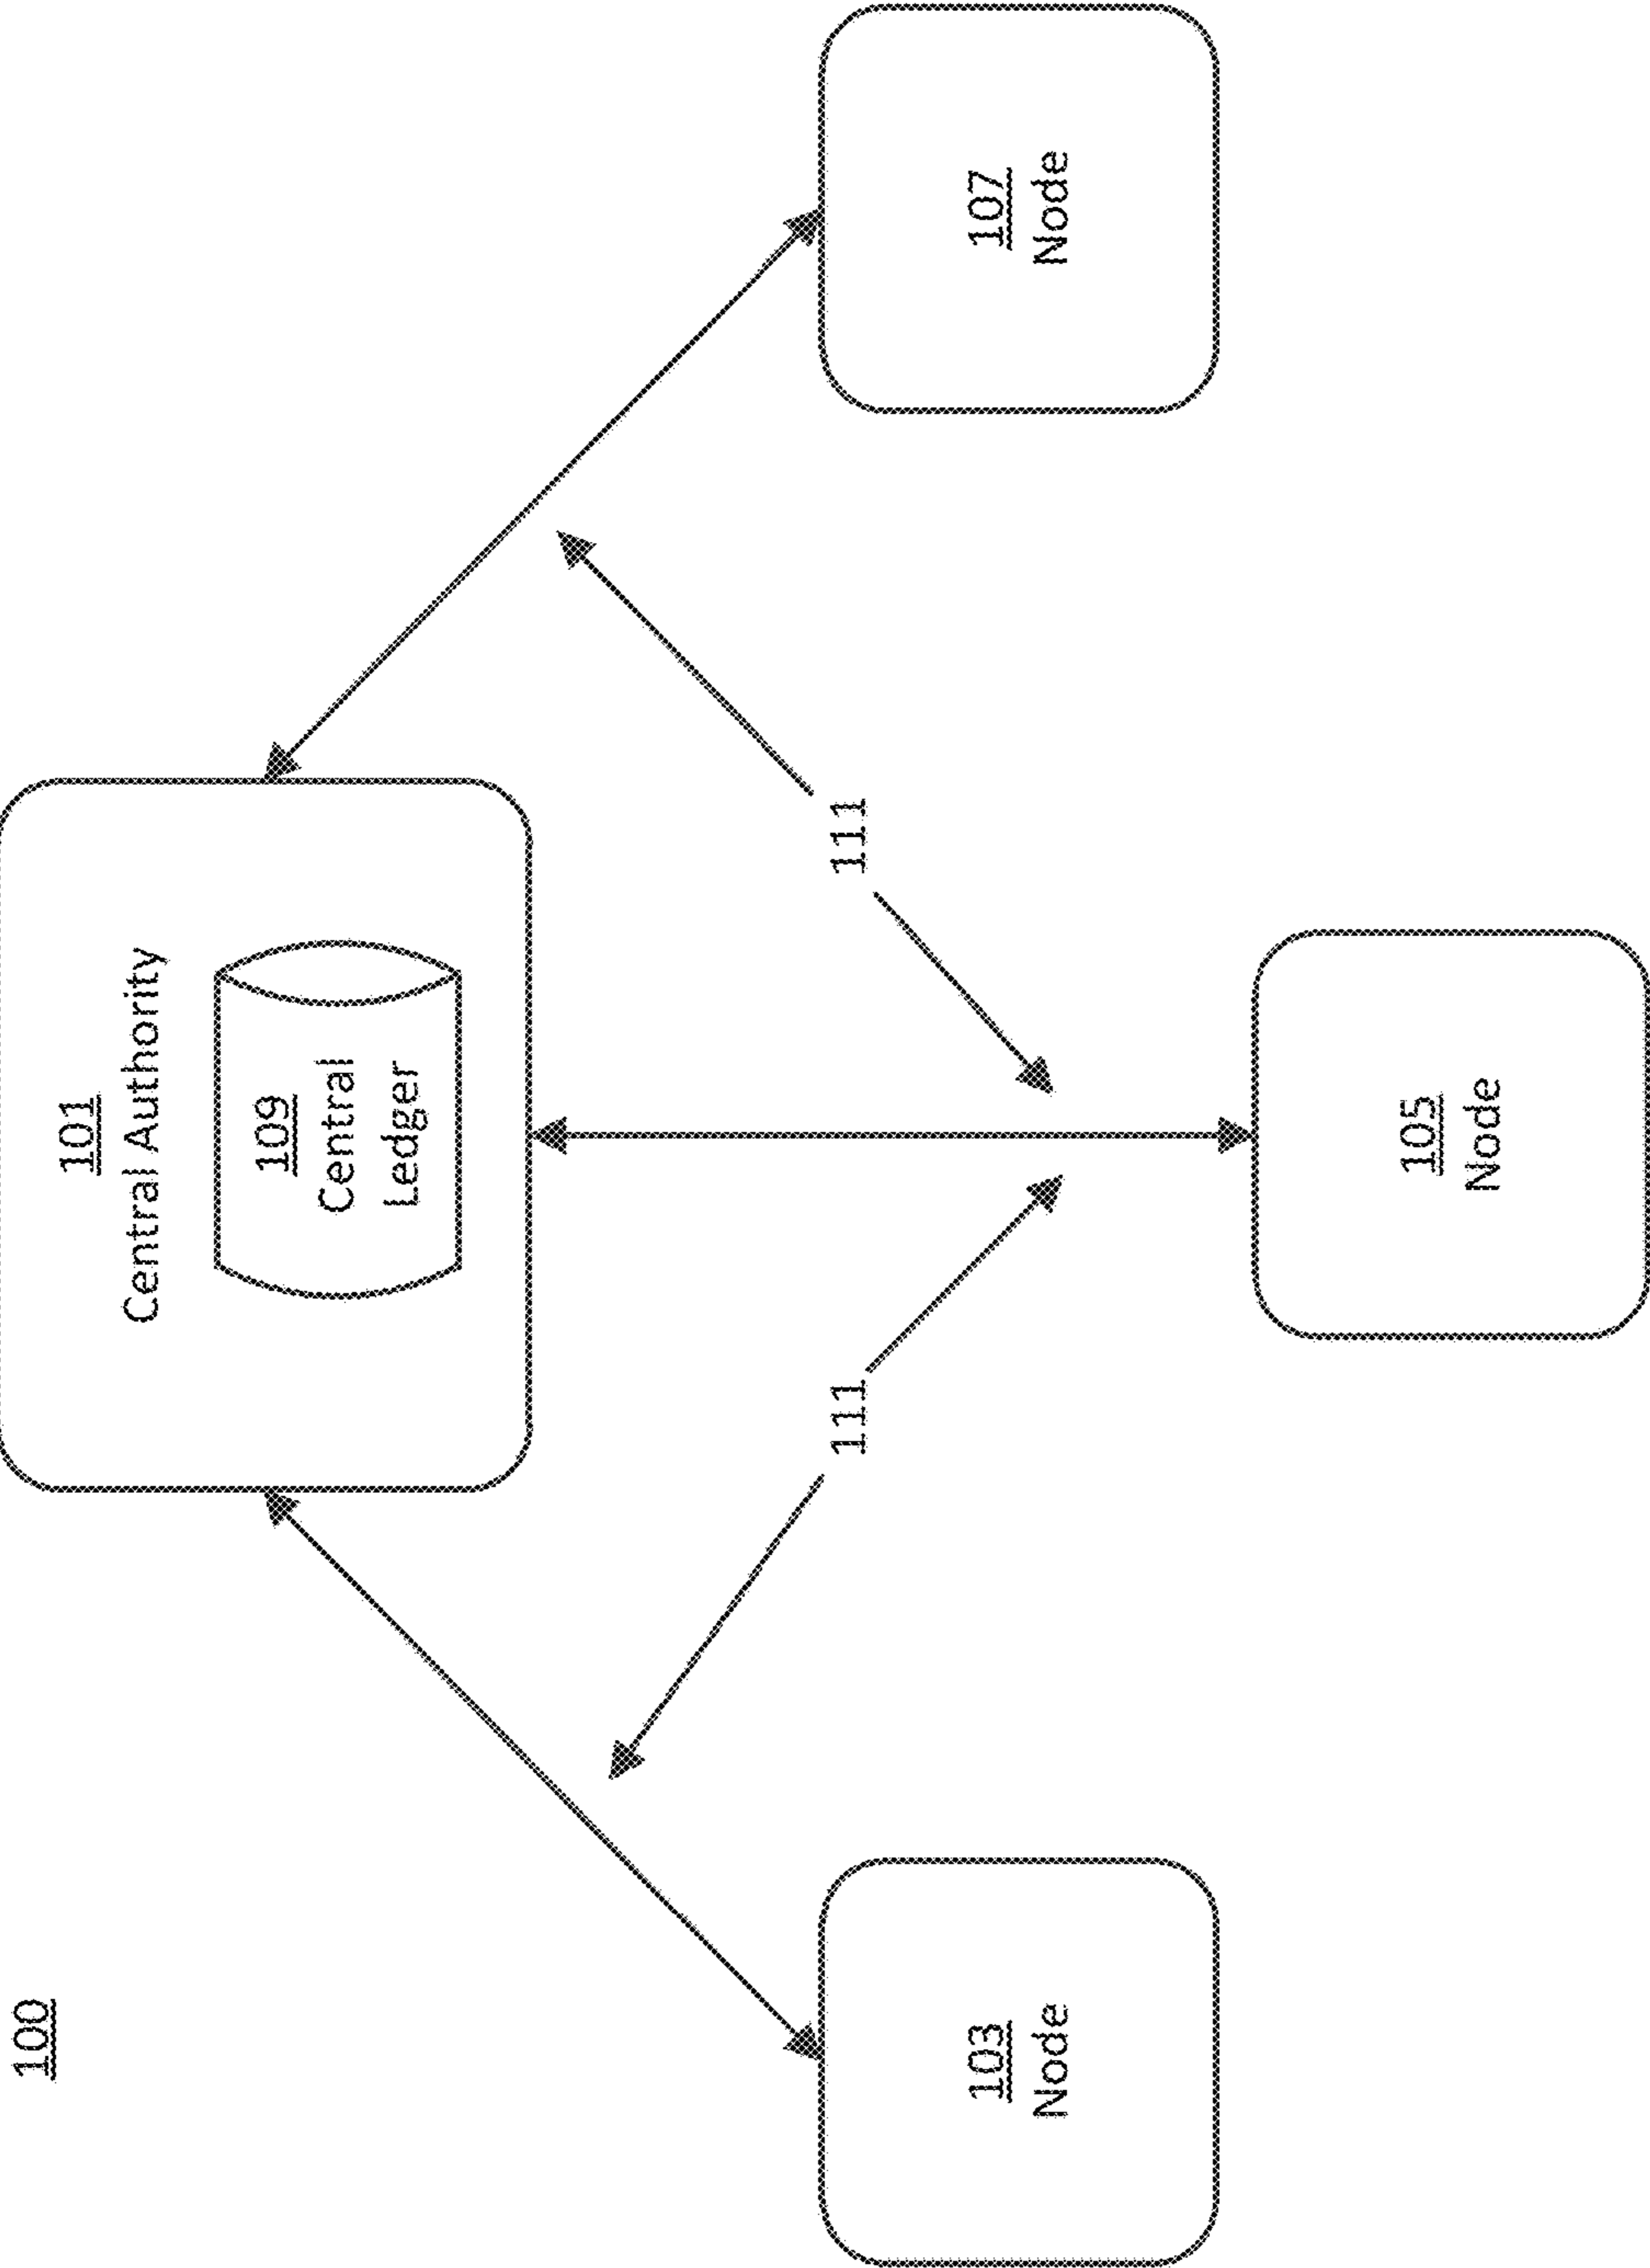 100
101
Central Authority
109
Central
Ledger
111
111
103
Node
107
Node
105
Node